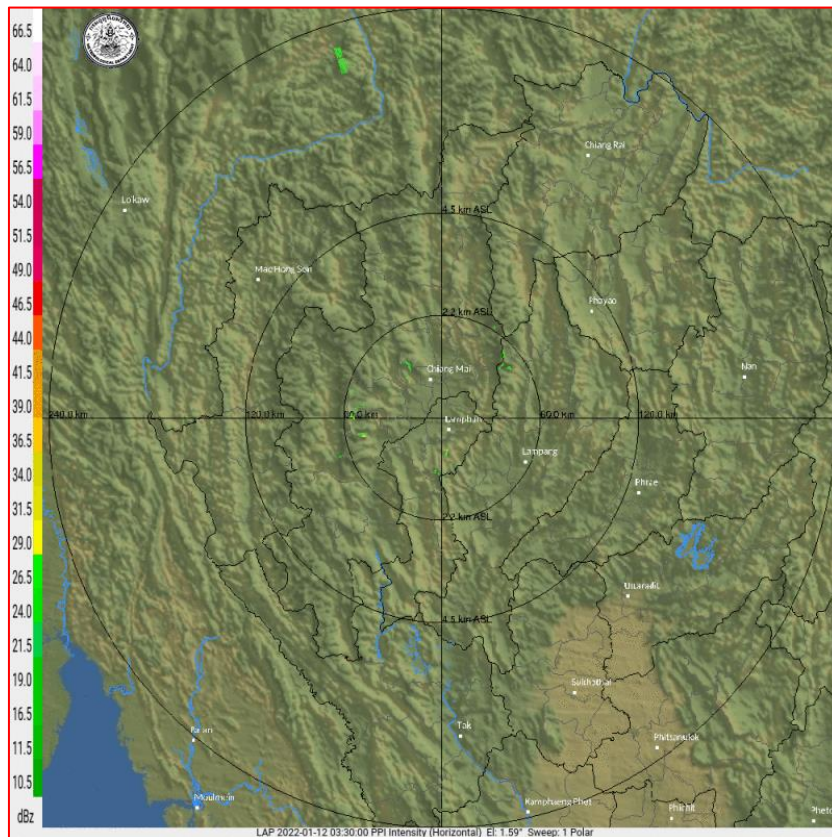 66.5
64.0
61.5
59.0
56.5
54.0
51.5
49.0
46.5
44.0
41.5
39.0
36.5
34.0
31.5
29.0
26.5
24.0
21.5
19.0
16.5
11.5
10.5
dBz
Chiang Rai
Loikaw
4.5 km ASL
Mae Hong Son
Phayao
2.2 km ASL
Nan
Chiang Mai
240.0 km
120.0 km
60.0 km
60.0 km
120.0 km
Lamphun
Lampang
Phrae
2.2 km ASL
Uttaradit
4.5 km ASL
Sukhothai
Tak
Phitsanulok
Moulmein
Kamphaeng Phet
Phichit
LAP 2022-01-12 03:30:00 PPI Intensity (Horizontal) El: 1.59° Sweep: 1 Polar